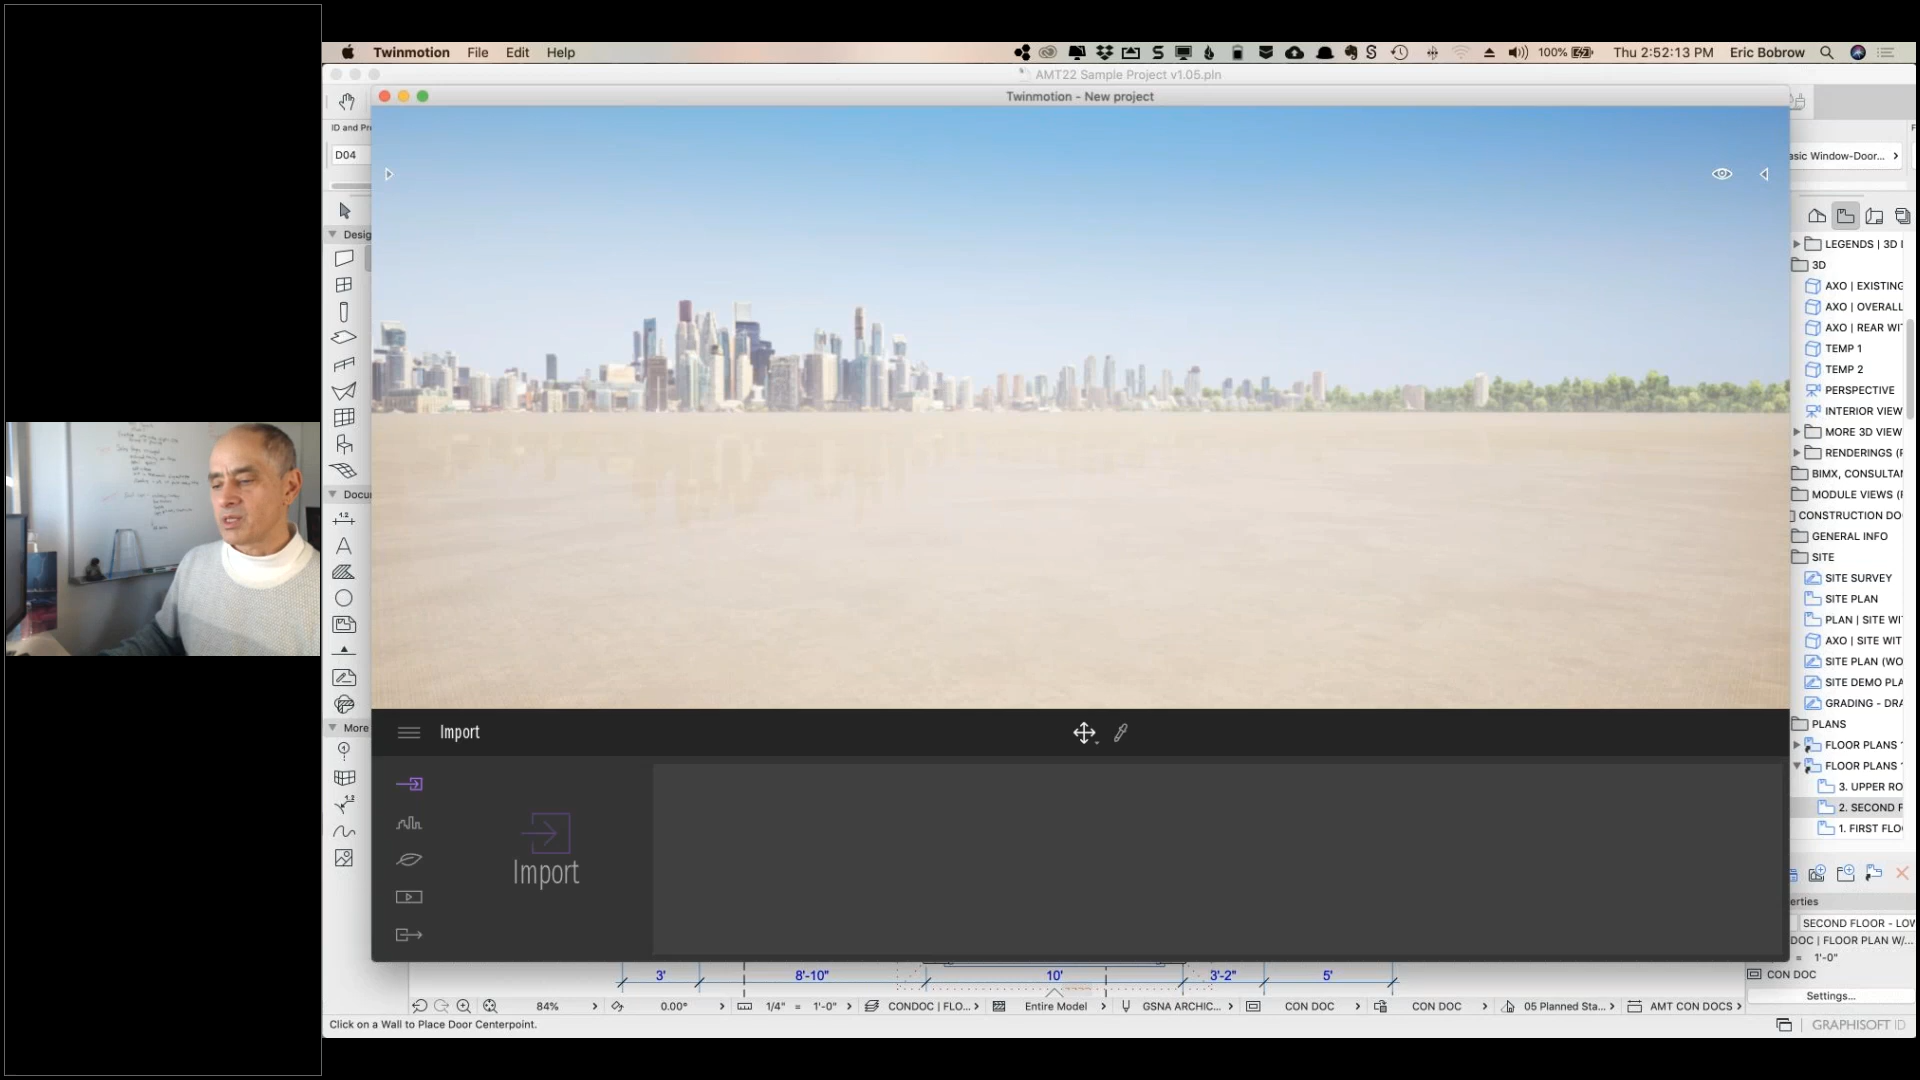 Twinmotion File Edit Help
100% Thu 2:52:13 PM Eric Bobrow
AMT22 Sample Project v1.05.pln
Twinmotion - New project
ID and Pr
D04
asic Window-Door...
Desig
Docu
More
LEGENDS | 3D
3D
AXO | EXISTING
AXO | OVERALL
AXO | REAR WI
TEMP 1
TEMP 2
PERSPECTIVE
INTERIOR VIEW
MORE 3D VIEW
RENDERINGS (
BIMX, CONSULTA
MODULE VIEWS (
CONSTRUCTION DO
GENERAL INFO
SITE
SITE SURVEY
SITE PLAN
PLAN | SITE WI
AXO | SITE WIT
SITE PLAN (WO
SITE DEMO PLA
GRADING - DRA
PLANS
FLOOR PLANS
FLOOR PLANS
3. UPPER RO
2. SECOND F
1. FIRST FLO
Import
Import
erties
SECOND FLOOR - LOW
DOC | FLOOR PLAN W/...
= 1'-0"
CON DOC
Settings...
3' 8'-10" 10' 3'-2" 5'
84% 0.00° 1/4" = 1'-0" CONDOC | FLO... Entire Model GSNA ARCHIC... CON DOC CON DOC 05 Planned Sta... AMT CON DOCS
Click on a Wall to Place Door Centerpoint.
GRAPHISOFT ID